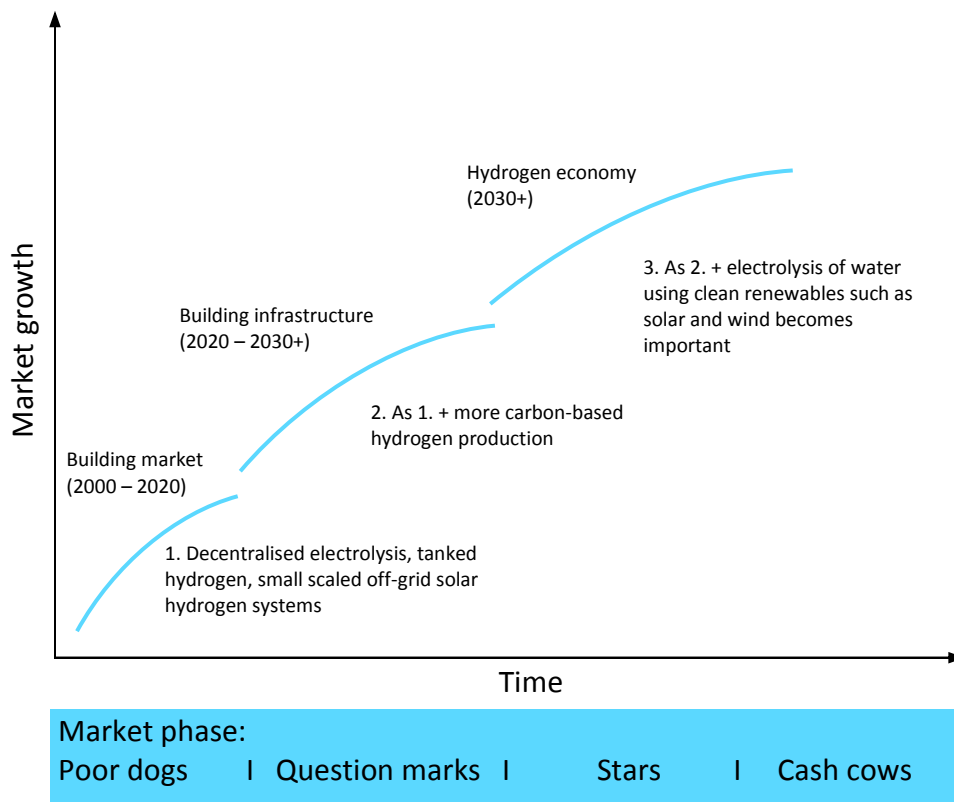 Hydrogen economy
(2030+)
3. As 2. + electrolysis of water
using clean renewables such as
solar and wind becomes
important
Building infrastructure
(2020 – 2030+)
2. As 1. + more carbon-based
hydrogen production
Building market
(2000 – 2020)
1. Decentralised electrolysis, tanked
hydrogen, small scaled off-grid solar
hydrogen systems
Market growth
Time
Market phase:
Poor dogs I Question marks I Stars I Cash cows